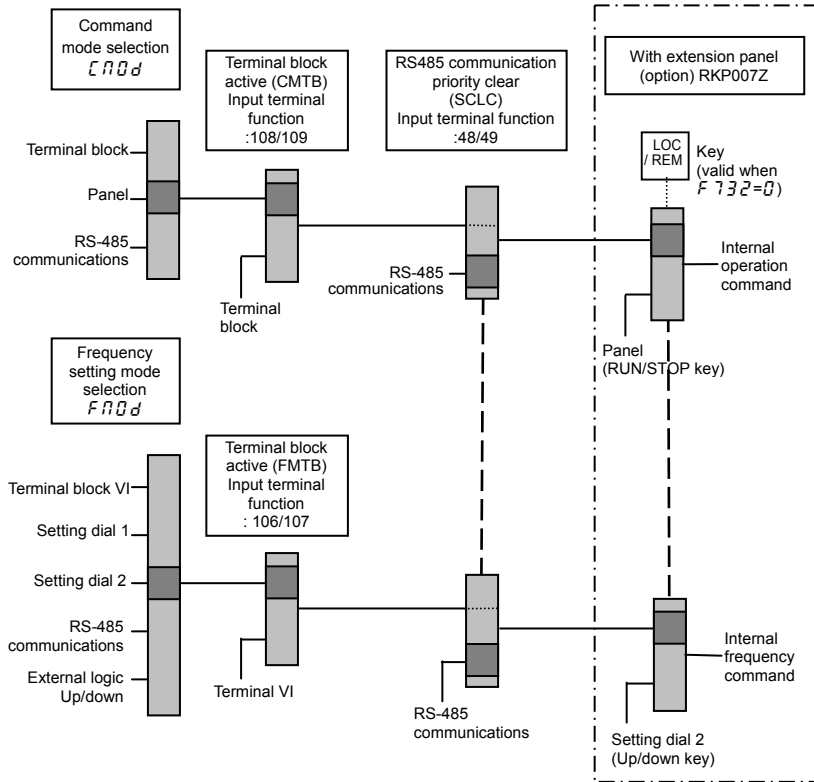 Command
mode selection
CMOd
Terminal block
active (CMTB)
Input terminal
function
:108/109
RS485 communication
priority clear
(SCLC)
Input terminal function
:48/49
With extension panel
(option) RKP007Z
LOC
/ REM
Key
(valid when
F732=0)
Terminal block
Panel
RS-485
communications
Terminal
block
RS-485
communications
Internal
operation
command
Panel
(RUN/STOP key)
Frequency
setting mode
selection
FMOd
Terminal block
active (FMTB)
Input terminal
function
: 106/107
Terminal block VI
Setting dial 1
Setting dial 2
RS-485
communications
External logic
Up/down
Terminal VI
RS-485
communications
Internal
frequency
command
Setting dial 2
(Up/down key)